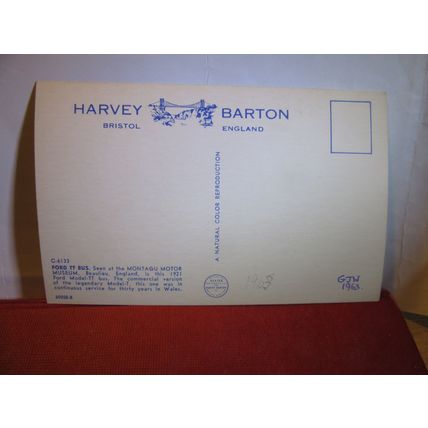 HARVEY BARTON
BRISTOL ENGLAND
A NATURAL COLOR REPRODUCTION
C-6133
FORD TT BUS. Seen at the MONTAGU MOTOR
MUSEUM, Beaulieu, England, is this 1921
Ford Model-TT bus. The commercial version
of the legendary Model-T, this one was in
continuous service for thirty years in Wales.
GJW
1963.